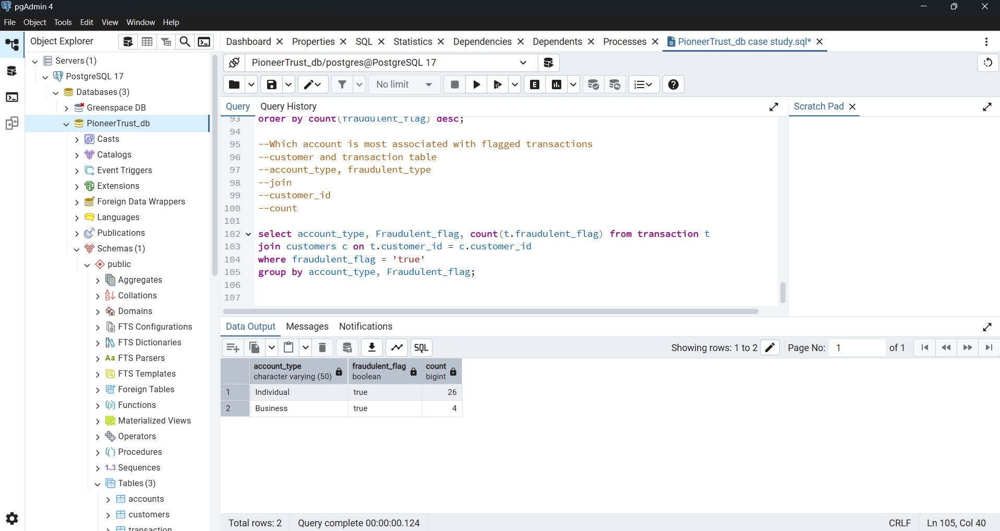 pgAdmin 4
File Object Tools Edit View Window Help
Object Explorer
Dashboard Properties SQL Statistics Dependencies Dependents Processes PioneerTrust_db case study.sql*
PioneerTrust_db/postgres@PostgreSQL 17
No limit
E
Query Query History
Scratch Pad
Servers (1)
PostgreSQL 17
Databases (3)
Greenspace DB
PioneerTrust_db
Casts
Catalogs
Event Triggers
Extensions
Foreign Data Wrappers
Languages
Publications
Schemas (1)
public
Aggregates
Collations
Domains
FTS Configurations
FTS Dictionaries
Aa FTS Parsers
FTS Templates
Foreign Tables
Functions
Materialized Views
Operators
Procedures
1..3 Sequences
Tables (3)
accounts
customers
transaction
93 order by count(fraudulent_flag) desc;
94
95 --Which account is most associated with flagged transactions
96 --customer and transaction table
97 --account_type, fraudulent_type
98 --join
99 --customer_id
100 --count
101
102 select account_type, Fraudulent_flag, count(t.fraudulent_flag) from transaction t
103 join customers c on t.customer_id = c.customer_id
104 where fraudulent_flag = 'true'
105 group by account_type, Fraudulent_flag;
106
107
Data Output Messages Notifications
SQL
Showing rows: 1 to 2 Page No: 1 of 1
account_type fraudulent_flag count
character varying (50) boolean bigint
1 Individual true 26
2 Business true 4
Total rows: 2 Query complete 00:00:00.124 CRLF Ln 105, Col 40